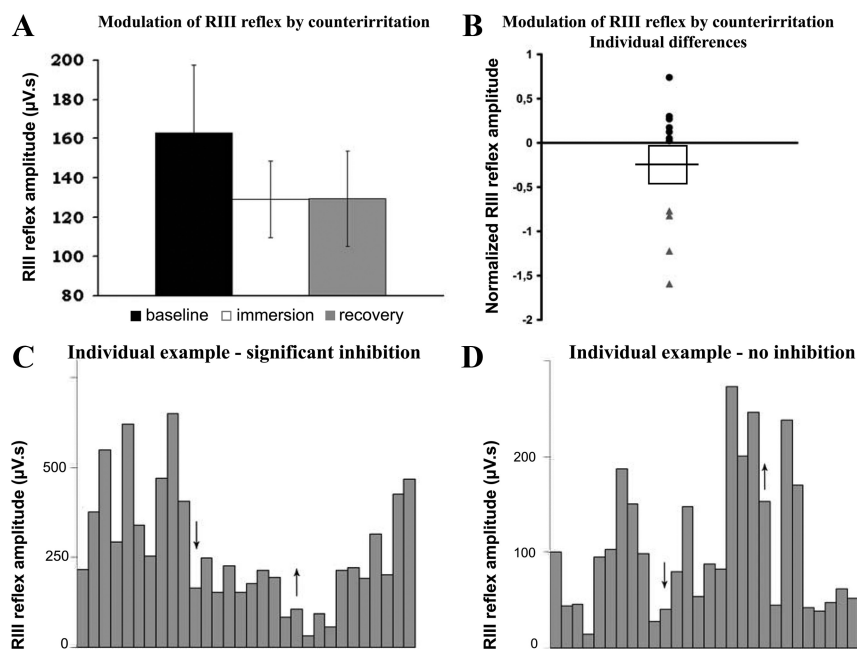 A
Modulation of RIII reflex by counterirritation
RIII reflex amplitude (µV.s)
200
180
160
140
120
100
80
baseline immersion recovery
B
Modulation of RIII reflex by counterirritation
Individual differences
Normalized RIII reflex amplitude
1
0,5
0
-0,5
-1
-1,5
-2
C
Individual example - significant inhibition
RIII reflex amplitude (µV.s)
500
250
0
D
Individual example - no inhibition
RIII reflex amplitude (µV.s)
200
100
0